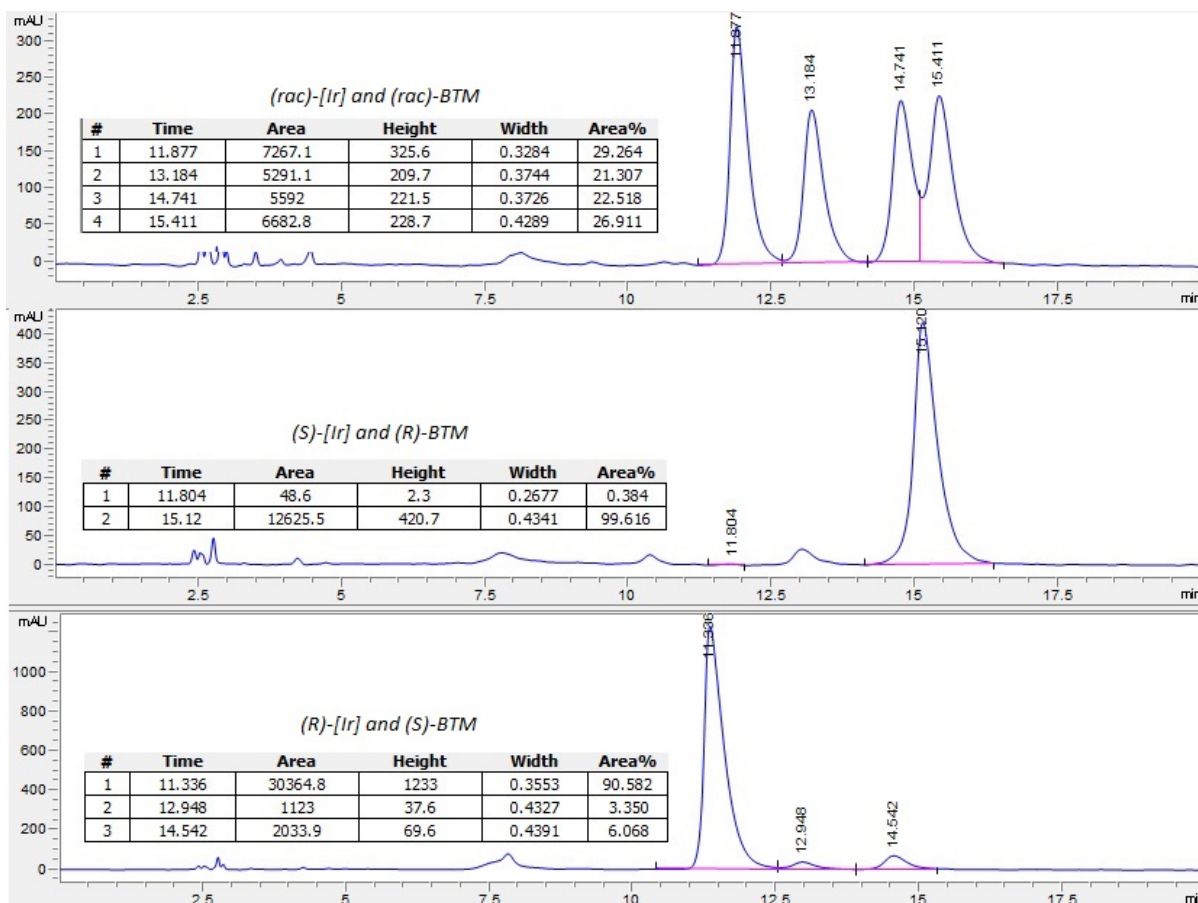 mAU
300
250
200
150
100
50
0
11.877
13.184
14.741
15.411
(rac)-[Ir] and (rac)-BTM
# Time Area Height Width Area%
1 11.877 7267.1 325.6 0.3284 29.264
2 13.184 5291.1 209.7 0.3744 21.307
3 14.741 5592 221.5 0.3726 22.518
4 15.411 6682.8 228.7 0.4289 26.911
2.5 5 7.5 10 12.5 15 17.5 min
mAU
400
350
300
250
200
150
100
50
0
15.120
11.804
(S)-[Ir] and (R)-BTM
# Time Area Height Width Area%
1 11.804 48.6 2.3 0.2677 0.384
2 15.12 12625.5 420.7 0.4341 99.616
2.5 5 7.5 10 12.5 15 17.5 min
mAU
1000
800
600
400
200
0
11.336
12.948
14.542
(R)-[Ir] and (S)-BTM
# Time Area Height Width Area%
1 11.336 30364.8 1233 0.3553 90.582
2 12.948 1123 37.6 0.4327 3.350
3 14.542 2033.9 69.6 0.4391 6.068
2.5 5 7.5 10 12.5 15 17.5 min